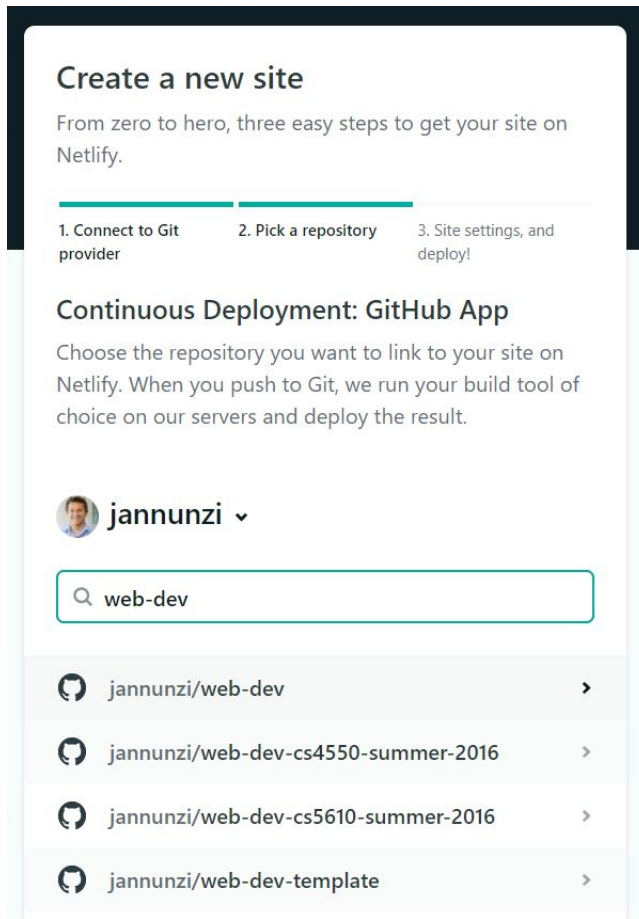 Create a new site
From zero to hero, three easy steps to get your site on
Netlify.
1. Connect to Git
provider
2. Pick a repository
3. Site settings, and
deploy!
Continuous Deployment: GitHub App
Choose the repository you want to link to your site on
Netlify. When you push to Git, we run your build tool of
choice on our servers and deploy the result.
jannunzi
web-dev
jannunzi/web-dev
jannunzi/web-dev-cs4550-summer-2016
jannunzi/web-dev-cs5610-summer-2016
jannunzi/web-dev-template